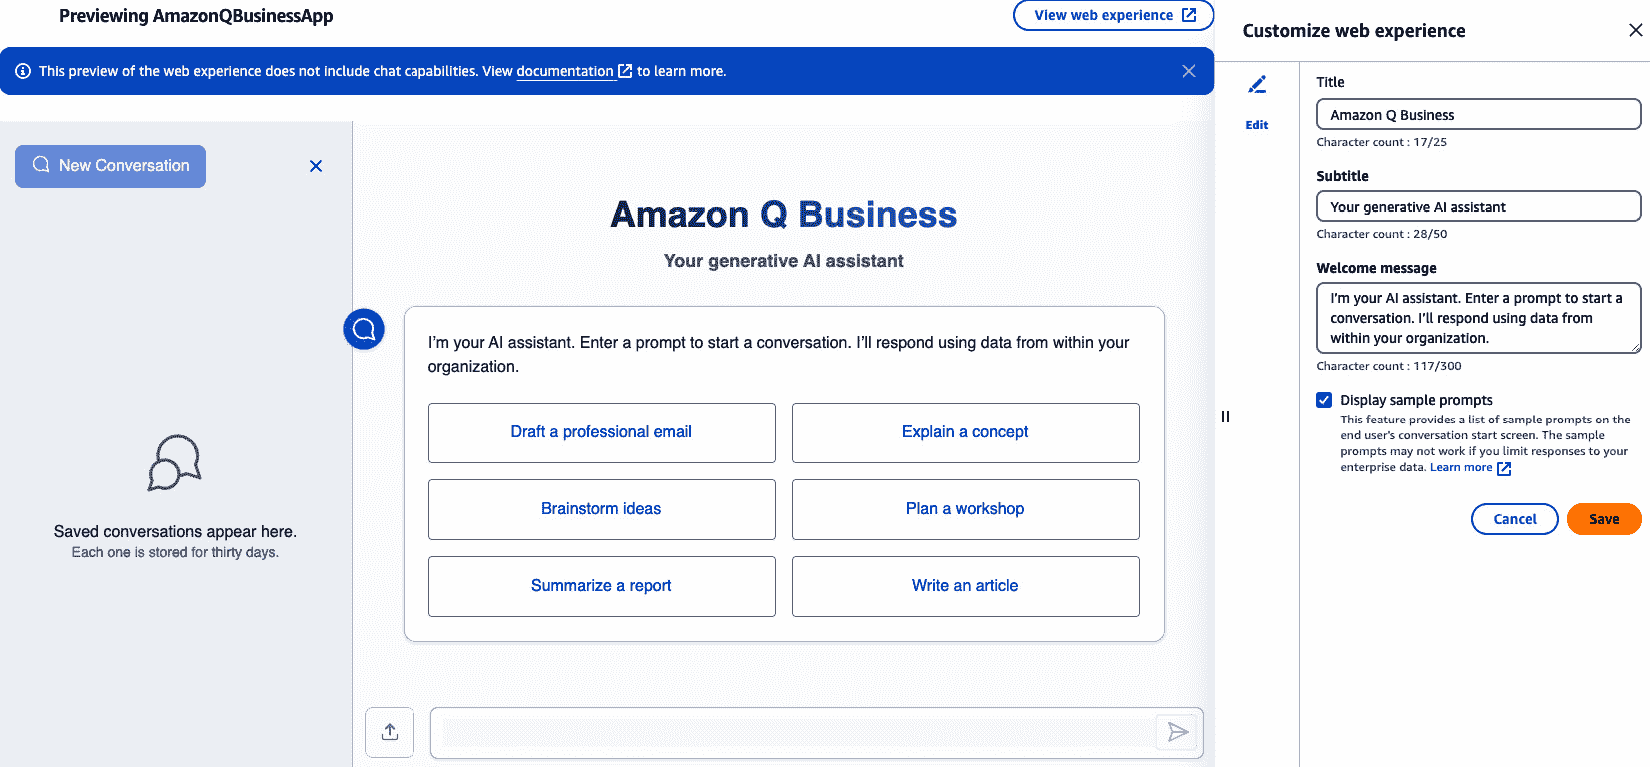 Previewing AmazonQBusinessApp
View web experience
This preview of the web experience does not include chat capabilities. View documentation to learn more.
New Conversation
Saved conversations appear here.
Each one is stored for thirty days.
Amazon Q Business
Your generative AI assistant
I'm your AI assistant. Enter a prompt to start a conversation. I'll respond using data from within your
organization.
Draft a professional email
Explain a concept
Brainstorm ideas
Plan a workshop
Summarize a report
Write an article
Customize web experience
Edit
Title
Amazon Q Business
Character count : 17/25
Subtitle
Your generative AI assistant
Character count : 28/50
Welcome message
I'm your AI assistant. Enter a prompt to start a
conversation. I'll respond using data from
within your organization.
Character count : 117/300
Display sample prompts
This feature provides a list of sample prompts on the
end user's conversation start screen. The sample
prompts may not work if you limit responses to your
enterprise data. Learn more
Cancel
Save